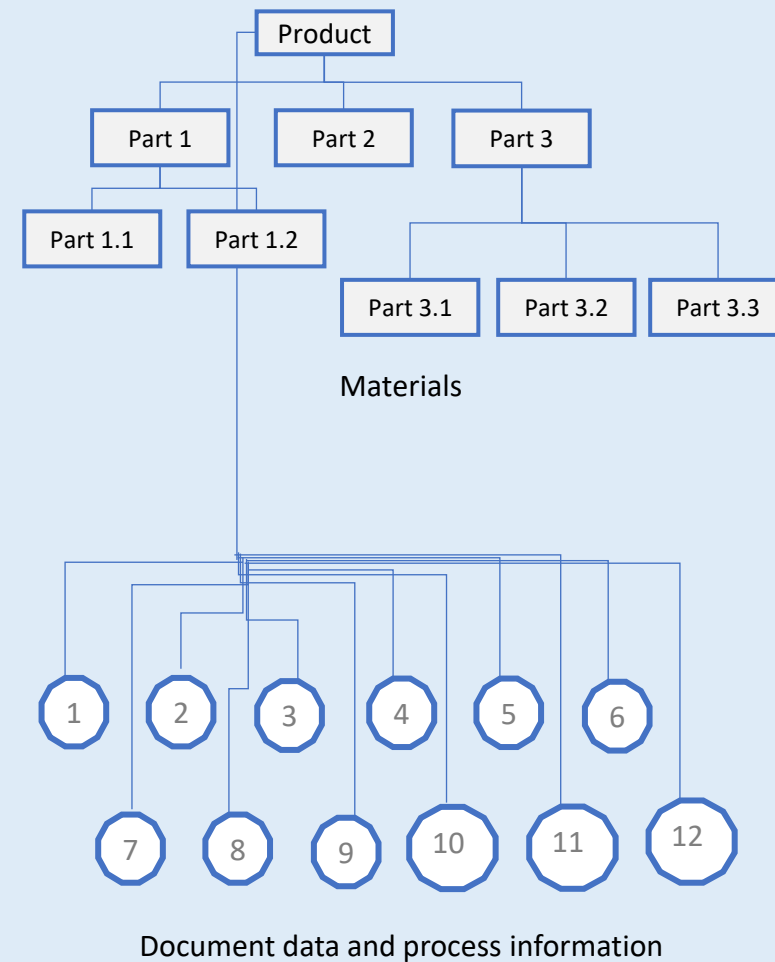 Product
Part 1
Part 2
Part 3
Part 1.1
Part 1.2
Part 3.1
Part 3.2
Part 3.3
Materials
1
2
3
4
5
6
7
8
9
10
11
12
Document data and process information